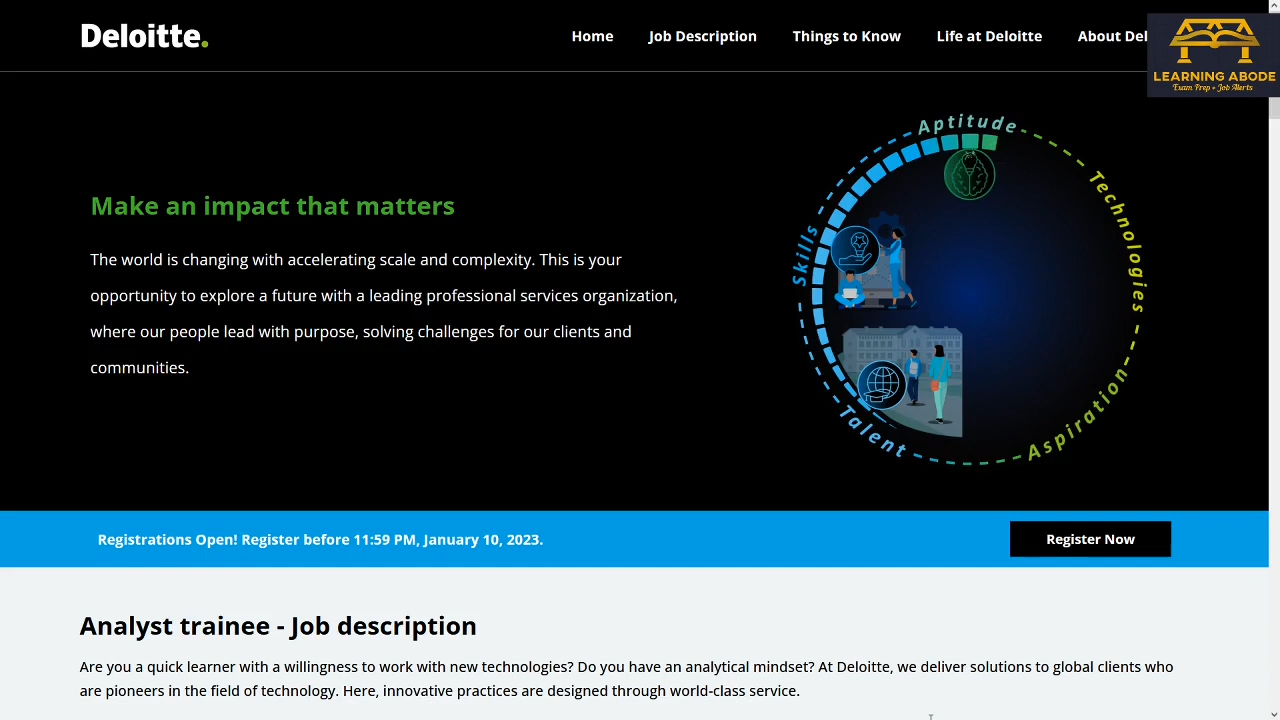 Deloitte.
Home
Job Description
Things to Know
Life at Deloitte
About Del
LEARNING ABODE
Exam Prep • Job Alerts
Make an impact that matters
The world is changing with accelerating scale and complexity. This is your
opportunity to explore a future with a leading professional services organization,
where our people lead with purpose, solving challenges for our clients and
communities.
Aptitude
Technologies
Aspiration
Talent
Skills
Registrations Open! Register before 11:59 PM, January 10, 2023.
Register Now
Analyst trainee - Job description
Are you a quick learner with a willingness to work with new technologies? Do you have an analytical mindset? At Deloitte, we deliver solutions to global clients who
are pioneers in the field of technology. Here, innovative practices are designed through world-class service.